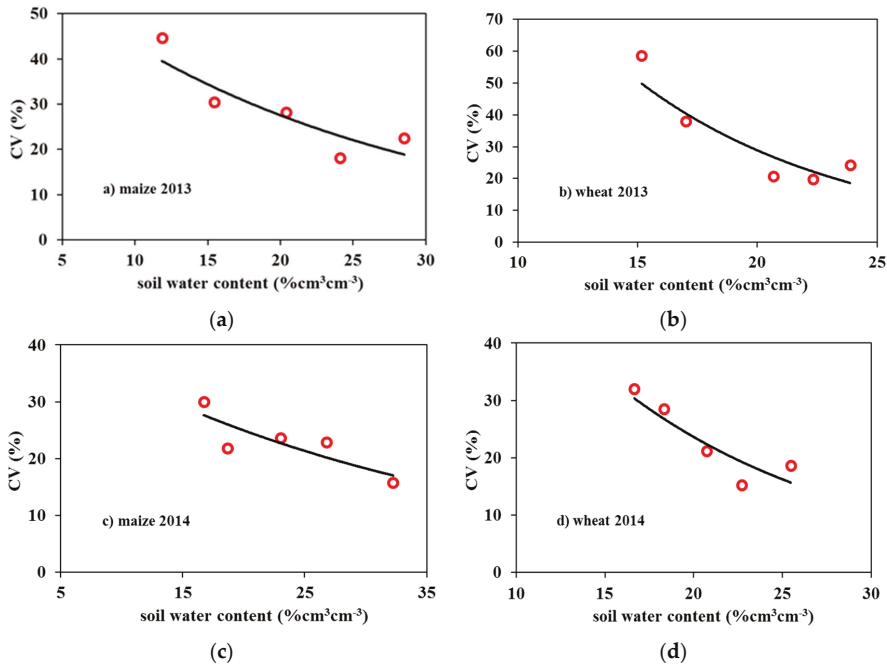 50
40
30
20
10
0
CV (%)
a) maize 2013
5 10 15 20 25 30
soil water content (%cm³cm⁻³)
(a)
70
60
50
40
30
20
10
0
CV (%)
b) wheat 2013
10 15 20 25
soil water content (%cm³cm⁻³)
(b)
40
30
20
10
0
CV (%)
c) maize 2014
5 15 25 35
soil water content (%cm³cm⁻³)
(c)
40
30
20
10
0
CV (%)
d) wheat 2014
10 15 20 25 30
soil water content (%cm³cm⁻³)
(d)